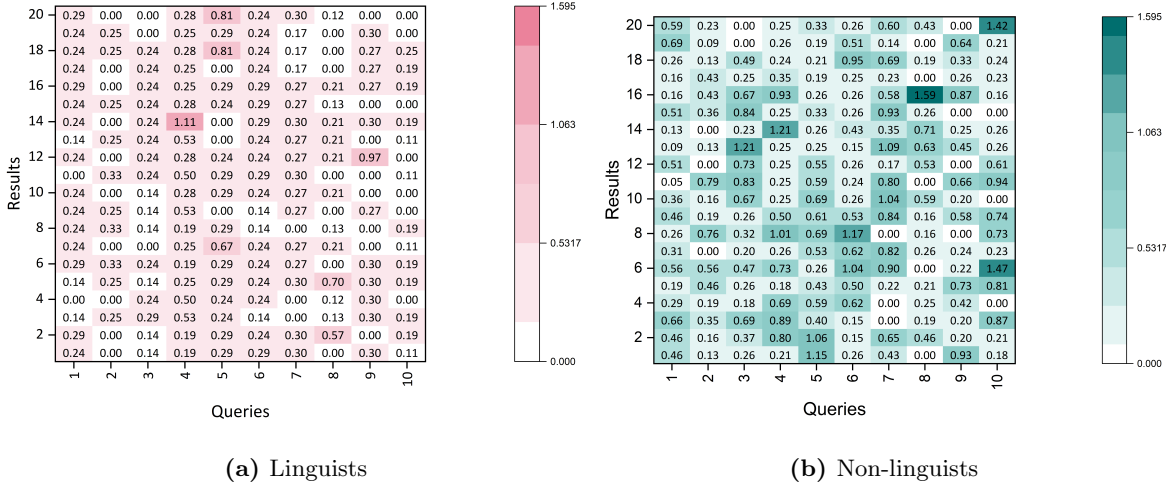 20 0.29 0.00 0.00 0.28 0.81 0.24 0.30 0.12 0.00 0.00
0.24 0.25 0.00 0.25 0.29 0.24 0.17 0.00 0.30 0.00
18 0.24 0.25 0.24 0.28 0.81 0.24 0.17 0.00 0.27 0.25
0.24 0.00 0.24 0.25 0.00 0.24 0.17 0.00 0.27 0.19
16 0.29 0.00 0.24 0.25 0.29 0.29 0.27 0.21 0.27 0.19
0.24 0.25 0.24 0.28 0.24 0.29 0.27 0.13 0.00 0.00
14 0.24 0.00 0.24 1.11 0.00 0.29 0.30 0.21 0.30 0.19
0.14 0.25 0.24 0.53 0.00 0.24 0.27 0.21 0.00 0.11
12 0.24 0.00 0.24 0.28 0.24 0.24 0.27 0.21 0.97 0.00
0.00 0.33 0.24 0.50 0.29 0.29 0.30 0.00 0.00 0.11
10 0.24 0.00 0.14 0.28 0.29 0.24 0.27 0.21 0.00 0.00
0.24 0.25 0.14 0.53 0.00 0.14 0.27 0.00 0.27 0.00
8 0.24 0.33 0.14 0.19 0.29 0.14 0.00 0.13 0.00 0.19
0.24 0.00 0.00 0.25 0.67 0.24 0.27 0.21 0.00 0.11
6 0.29 0.33 0.24 0.19 0.29 0.24 0.27 0.00 0.30 0.19
0.14 0.25 0.14 0.25 0.29 0.24 0.23 0.70 0.30 0.19
4 0.00 0.00 0.24 0.50 0.24 0.24 0.00 0.12 0.30 0.00
0.14 0.25 0.29 0.53 0.24 0.14 0.00 0.13 0.30 0.19
2 0.29 0.00 0.14 0.19 0.29 0.24 0.30 0.57 0.00 0.19
0.24 0.00 0.14 0.19 0.29 0.29 0.30 0.00 0.30 0.11
1 2 3 4 5 6 7 8 9 10
Results
Queries
1.595
1.063
0.5317
0.000
(a) Linguists
20 0.59 0.23 0.00 0.25 0.33 0.26 0.60 0.43 0.00 1.42
0.69 0.09 0.00 0.26 0.19 0.51 0.14 0.00 0.64 0.21
18 0.26 0.13 0.49 0.24 0.21 0.95 0.69 0.19 0.33 0.24
0.16 0.43 0.25 0.35 0.19 0.25 0.23 0.00 0.26 0.23
16 0.16 0.43 0.67 0.93 0.26 0.26 0.58 1.59 0.87 0.16
0.51 0.36 0.84 0.25 0.33 0.26 0.93 0.26 0.00 0.00
14 0.13 0.00 0.23 1.21 0.26 0.43 0.35 0.71 0.25 0.26
0.09 0.13 1.21 0.25 0.25 0.15 1.09 0.63 0.45 0.26
12 0.51 0.00 0.73 0.25 0.55 0.26 0.17 0.53 0.00 0.61
0.05 0.79 0.83 0.25 0.59 0.24 0.80 0.00 0.66 0.94
10 0.36 0.16 0.67 0.25 0.69 0.26 1.04 0.59 0.20 0.00
0.46 0.19 0.26 0.50 0.61 0.53 0.84 0.16 0.58 0.74
8 0.26 0.76 0.32 1.01 0.69 1.17 0.00 0.16 0.00 0.73
0.31 0.00 0.20 0.26 0.53 0.62 0.82 0.26 0.24 0.23
6 0.56 0.56 0.47 0.73 0.26 1.04 0.90 0.00 0.22 1.47
0.19 0.46 0.26 0.18 0.43 0.50 0.22 0.21 0.73 0.81
4 0.29 0.19 0.18 0.69 0.59 0.62 0.00 0.25 0.42 0.00
0.66 0.35 0.69 0.89 0.40 0.15 0.00 0.19 0.20 0.87
2 0.46 0.16 0.37 0.80 1.06 0.15 0.65 0.46 0.20 0.21
0.46 0.13 0.26 0.21 1.15 0.26 0.43 0.00 0.93 0.18
1 2 3 4 5 6 7 8 9 10
Results
Queries
1.595
1.063
0.5317
0.000
(b) Non-linguists